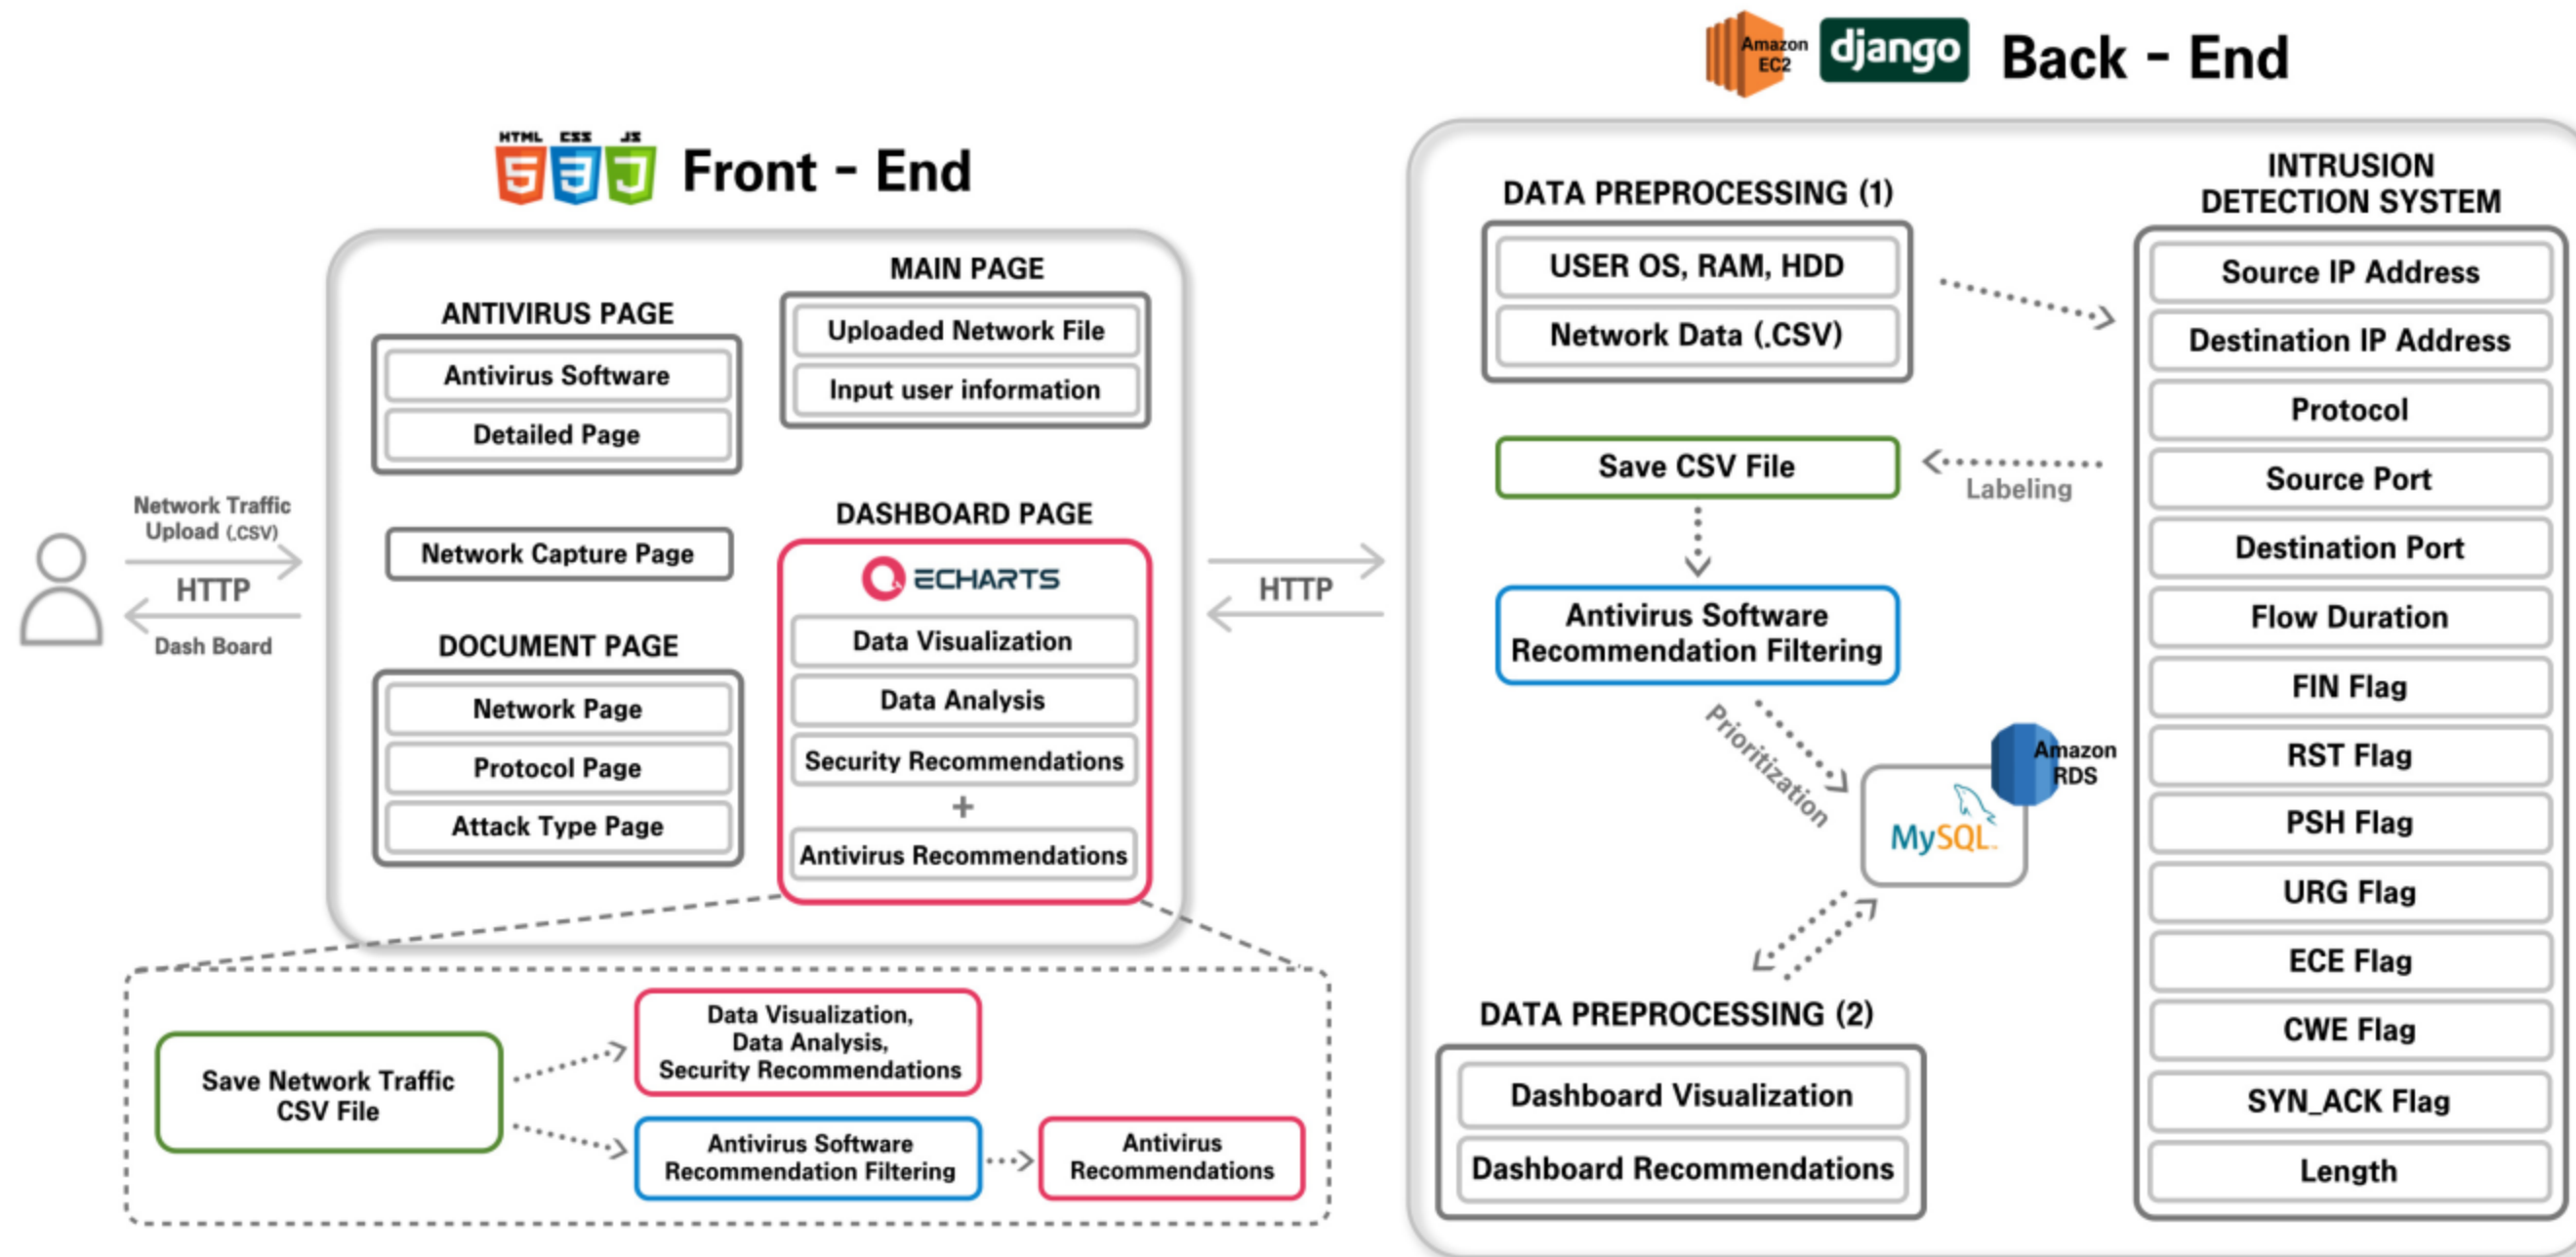 Amazon
EC2
django
Back - End
HTML CSS JS
5 3 J
Front - End
Network Traffic
Upload (.CSV)
HTTP
Dash Board
ANTIVIRUS PAGE
Antivirus Software
Detailed Page
Network Capture Page
DOCUMENT PAGE
Network Page
Protocol Page
Attack Type Page
MAIN PAGE
Uploaded Network File
Input user information
DASHBOARD PAGE
ECHARTS
Data Visualization
Data Analysis
Security Recommendations
+
Antivirus Recommendations
Save Network Traffic
CSV File
Data Visualization,
Data Analysis,
Security Recommendations
Antivirus Software
Recommendation Filtering
Antivirus
Recommendations
HTTP
DATA PREPROCESSING (1)
USER OS, RAM, HDD
Network Data (.CSV)
Save CSV File
Labeling
Antivirus Software
Recommendation Filtering
Prioritization
Amazon
RDS
MySQL™
DATA PREPROCESSING (2)
Dashboard Visualization
Dashboard Recommendations
INTRUSION
DETECTION SYSTEM
Source IP Address
Destination IP Address
Protocol
Source Port
Destination Port
Flow Duration
FIN Flag
RST Flag
PSH Flag
URG Flag
ECE Flag
CWE Flag
SYN_ACK Flag
Length